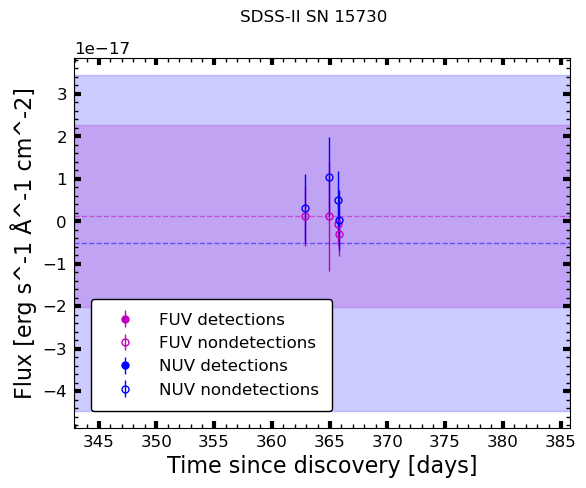 SDSS-II SN 15730
1e−17
Flux [erg s^-1 Å^-1 cm^-2]
3
2
1
0
−1
−2
−3
−4
FUV detections
FUV nondetections
NUV detections
NUV nondetections
345 350 355 360 365 370 375 380 385
Time since discovery [days]